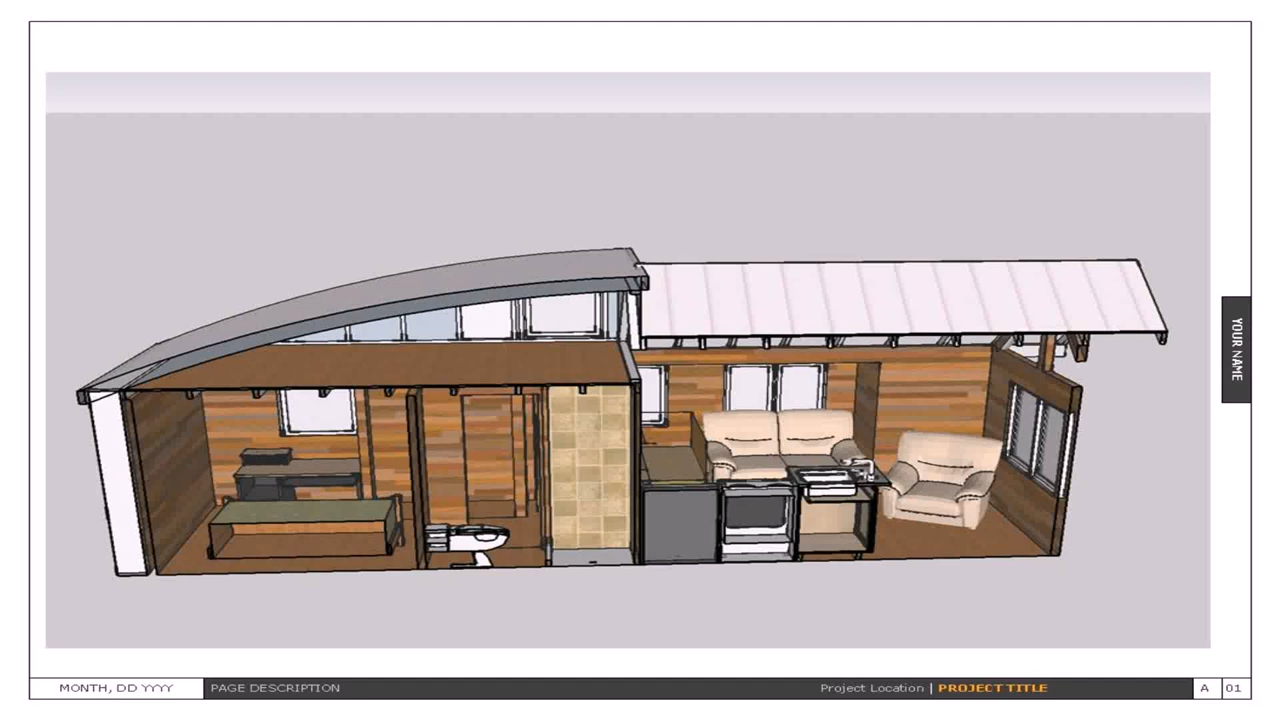 YOUR NAME
MONTH, DD YYYY
PAGE DESCRIPTION
Project Location | PROJECT TITLE
A 01